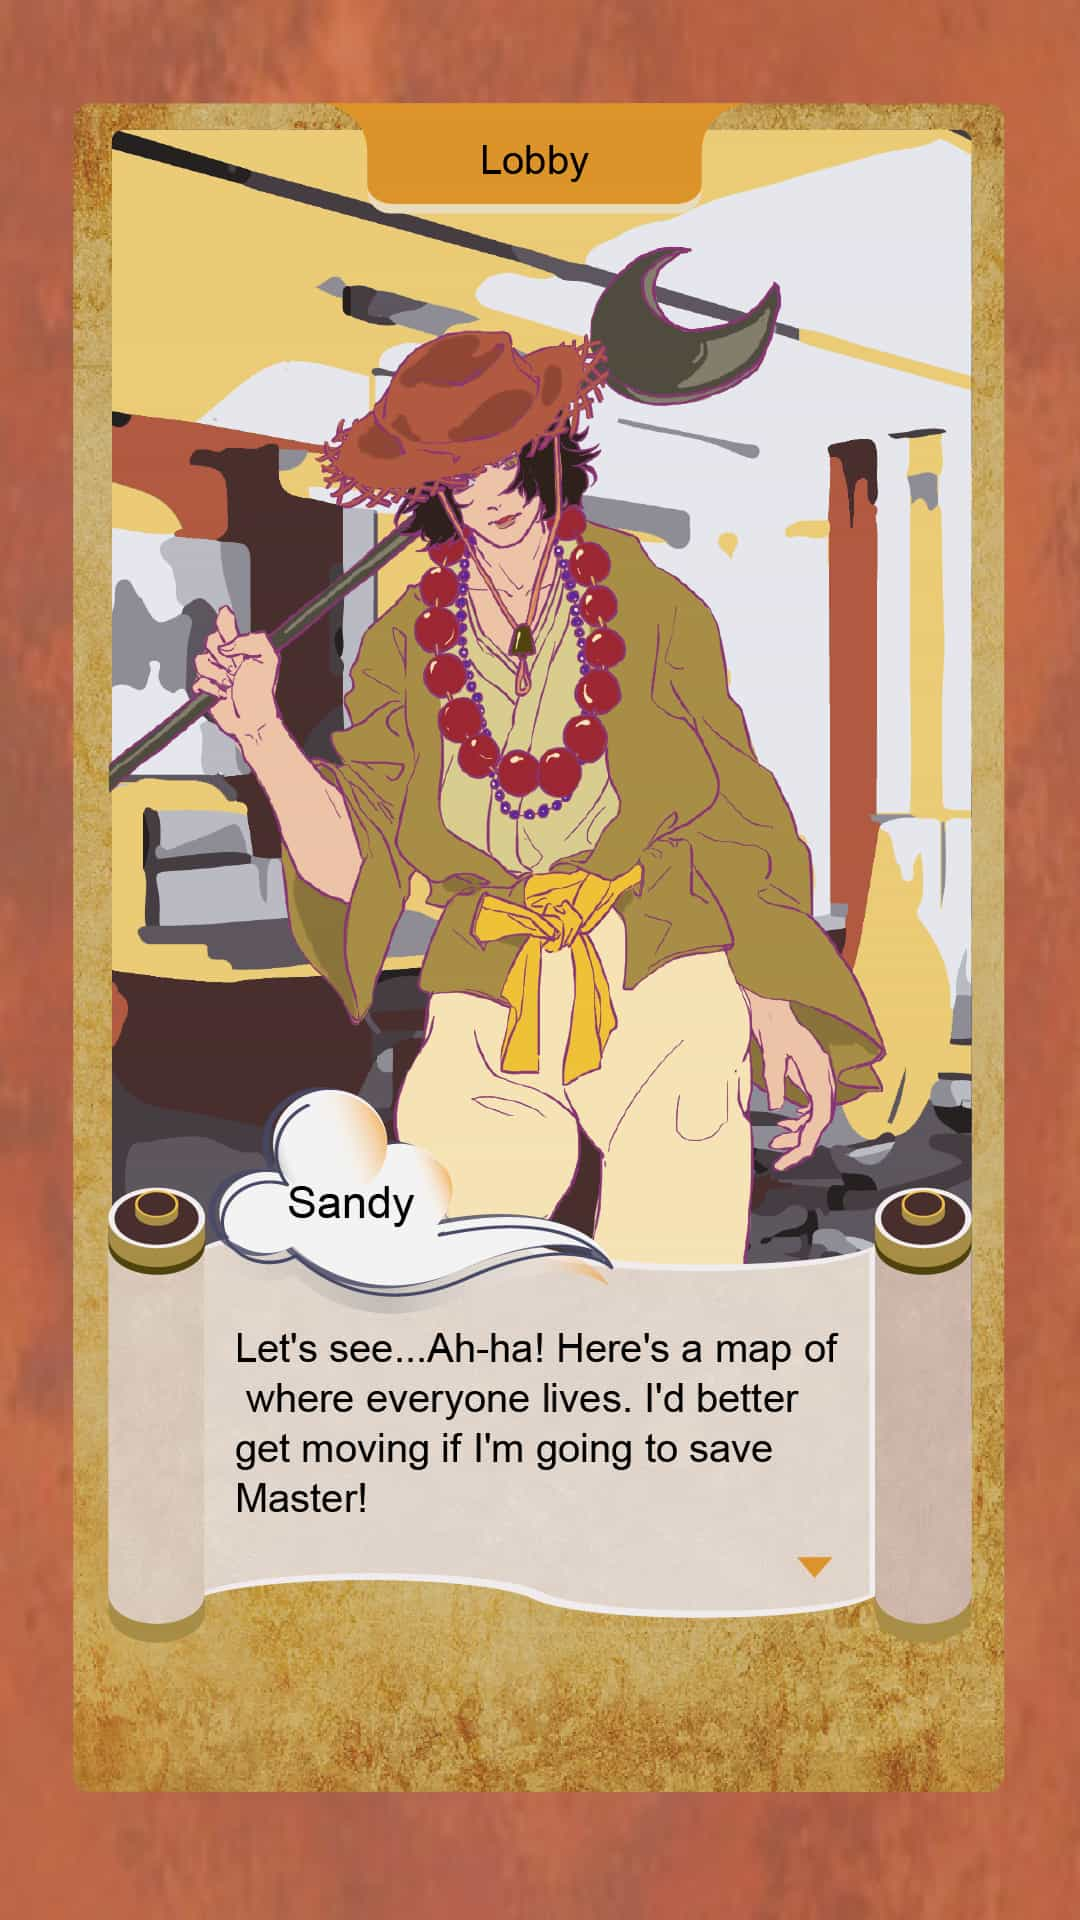 Lobby
Sandy
Let's see...Ah-ha! Here's a map of
where everyone lives. I'd better
get moving if I'm going to save
Master!